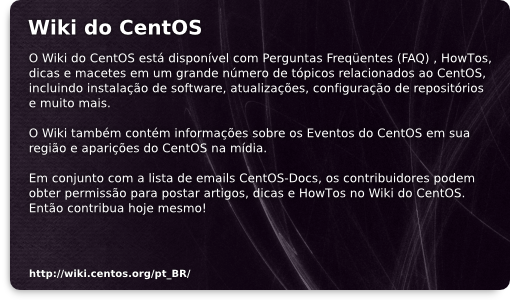 Wiki do CentOS
O Wiki do CentOS está disponível com Perguntas Freqüentes (FAQ) , HowTos,
dicas e macetes em um grande número de tópicos relacionados ao CentOS,
incluindo instalação de software, atualizações, configuração de repositórios
e muito mais.
O Wiki também contém informações sobre os Eventos do CentOS em sua
região e aparições do CentOS na mídia.
Em conjunto com a lista de emails CentOS-Docs, os contribuidores podem
obter permissão para postar artigos, dicas e HowTos no Wiki do CentOS.
Então contribua hoje mesmo!
http://wiki.centos.org/pt_BR/